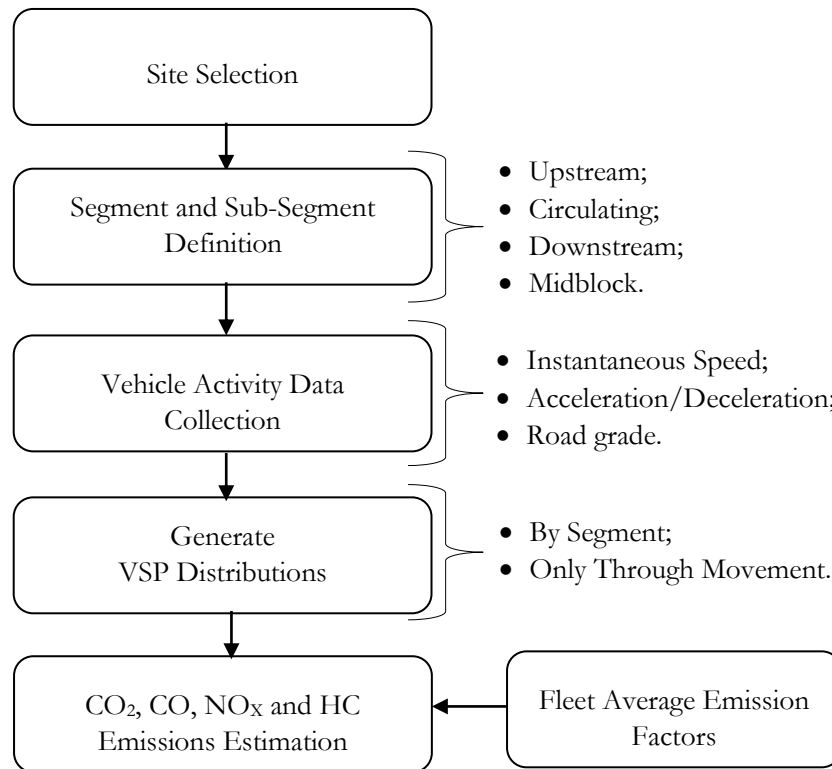 Site Selection
Segment and Sub-Segment
Definition
• Upstream;
• Circulating;
• Downstream;
• Midblock.
Vehicle Activity Data
Collection
• Instantaneous Speed;
• Acceleration/Deceleration;
• Road grade.
Generate
VSP Distributions
• By Segment;
• Only Through Movement.
CO₂, CO, NOₓ and HC
Emissions Estimation
Fleet Average Emission
Factors